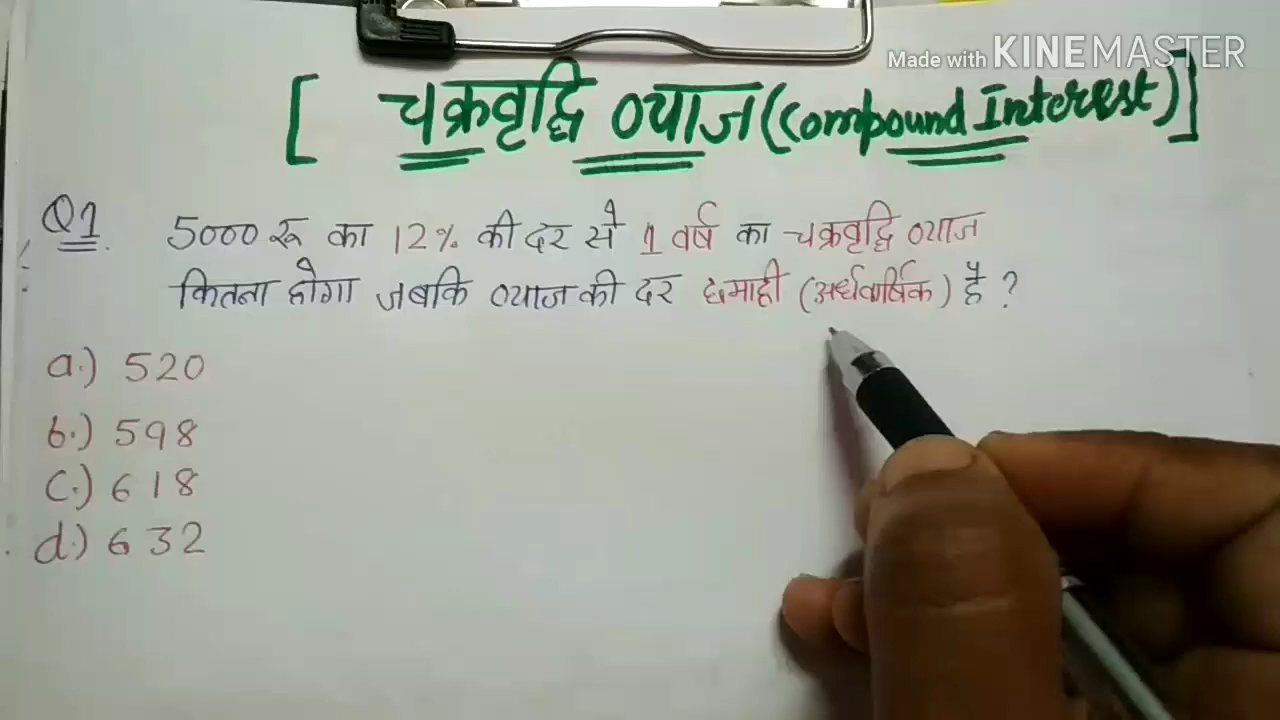 Made with KINEMASTER
[ चक्रवृद्धि ब्याज (Compound Interest) ]
Q1. 5000 रू का 12% की दर से 1 वर्ष का चक्रवृद्धि ब्याज
कितना होगा जबकि ब्याज की दर छमाही (अर्धवार्षिक) है ?
a.) 520
b.) 598
c.) 618
d.) 632